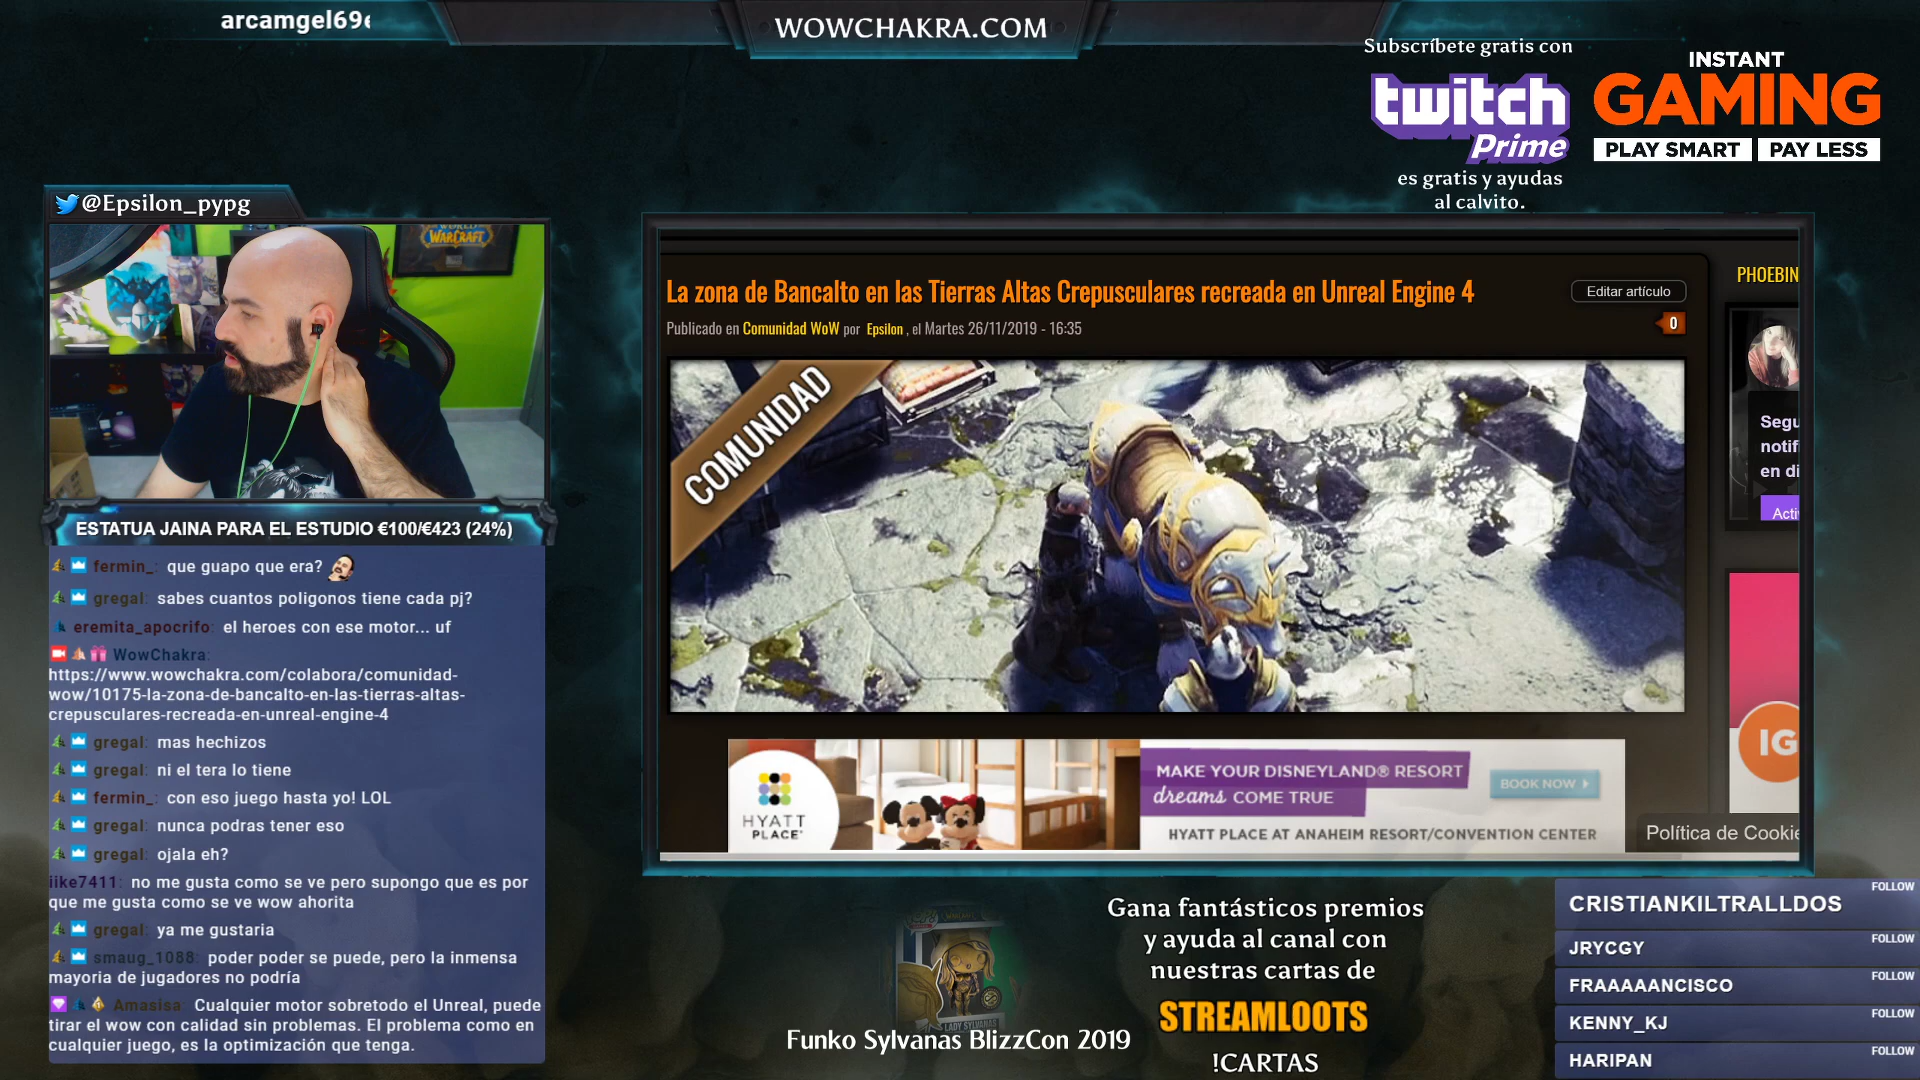 arcamgel69
WOWCHAKRA.COM
Subscríbete gratis con
twitch
Prime
es gratis y ayudas
al calvito.
INSTANT
GAMING
PLAY SMART PAY LESS
@Epsilon_pypg
WORLD
WARCRAFT
ESTATUA JAINA PARA EL ESTUDIO €100/€423 (24%)
fermin_: que guapo que era?
gregal: sabes cuantos poligonos tiene cada pj?
eremita_apocrifo: el heroes con ese motor... uf
WowChakra:
https://www.wowchakra.com/colabora/comunidad-
wow/10175-la-zona-de-bancalto-en-las-tierras-altas-
crepusculares-recreada-en-unreal-engine-4
gregal: mas hechizos
gregal: ni el tera lo tiene
fermin_: con eso juego hasta yo! LOL
gregal: nunca podras tener eso
gregal: ojala eh?
iike7411: no me gusta como se ve pero supongo que es por
que me gusta como se ve wow ahorita
gregal: ya me gustaria
smaug_1088: poder poder se puede, pero la inmensa
mayoria de jugadores no podría
Amasisa: Cualquier motor sobretodo el Unreal, puede
tirar el wow con calidad sin problemas. El problema como en
cualquier juego, es la optimización que tenga.
La zona de Bancalto en las Tierras Altas Crepusculares recreada en Unreal Engine 4
Editar artículo
Publicado en Comunidad WoW por Epsilon , el Martes 26/11/2019 - 16:35
0
COMUNIDAD
PHOEBIN
Segu
notif
en di
Acti
IG
HYATT
PLACE
MAKE YOUR DISNEYLAND® RESORT
dreams COME TRUE
BOOK NOW
HYATT PLACE AT ANAHEIM RESORT/CONVENTION CENTER
Política de Cookie
LADY SYLVANAS
Funko Sylvanas BlizzCon 2019
Gana fantásticos premios
y ayuda al canal con
nuestras cartas de
STREAMLOOTS
!CARTAS
FOLLOW
CRISTIANKILTRALLDOS
FOLLOW
JRYCGY
FOLLOW
FRAAAAANCISCO
FOLLOW
KENNY_KJ
FOLLOW
HARIPAN